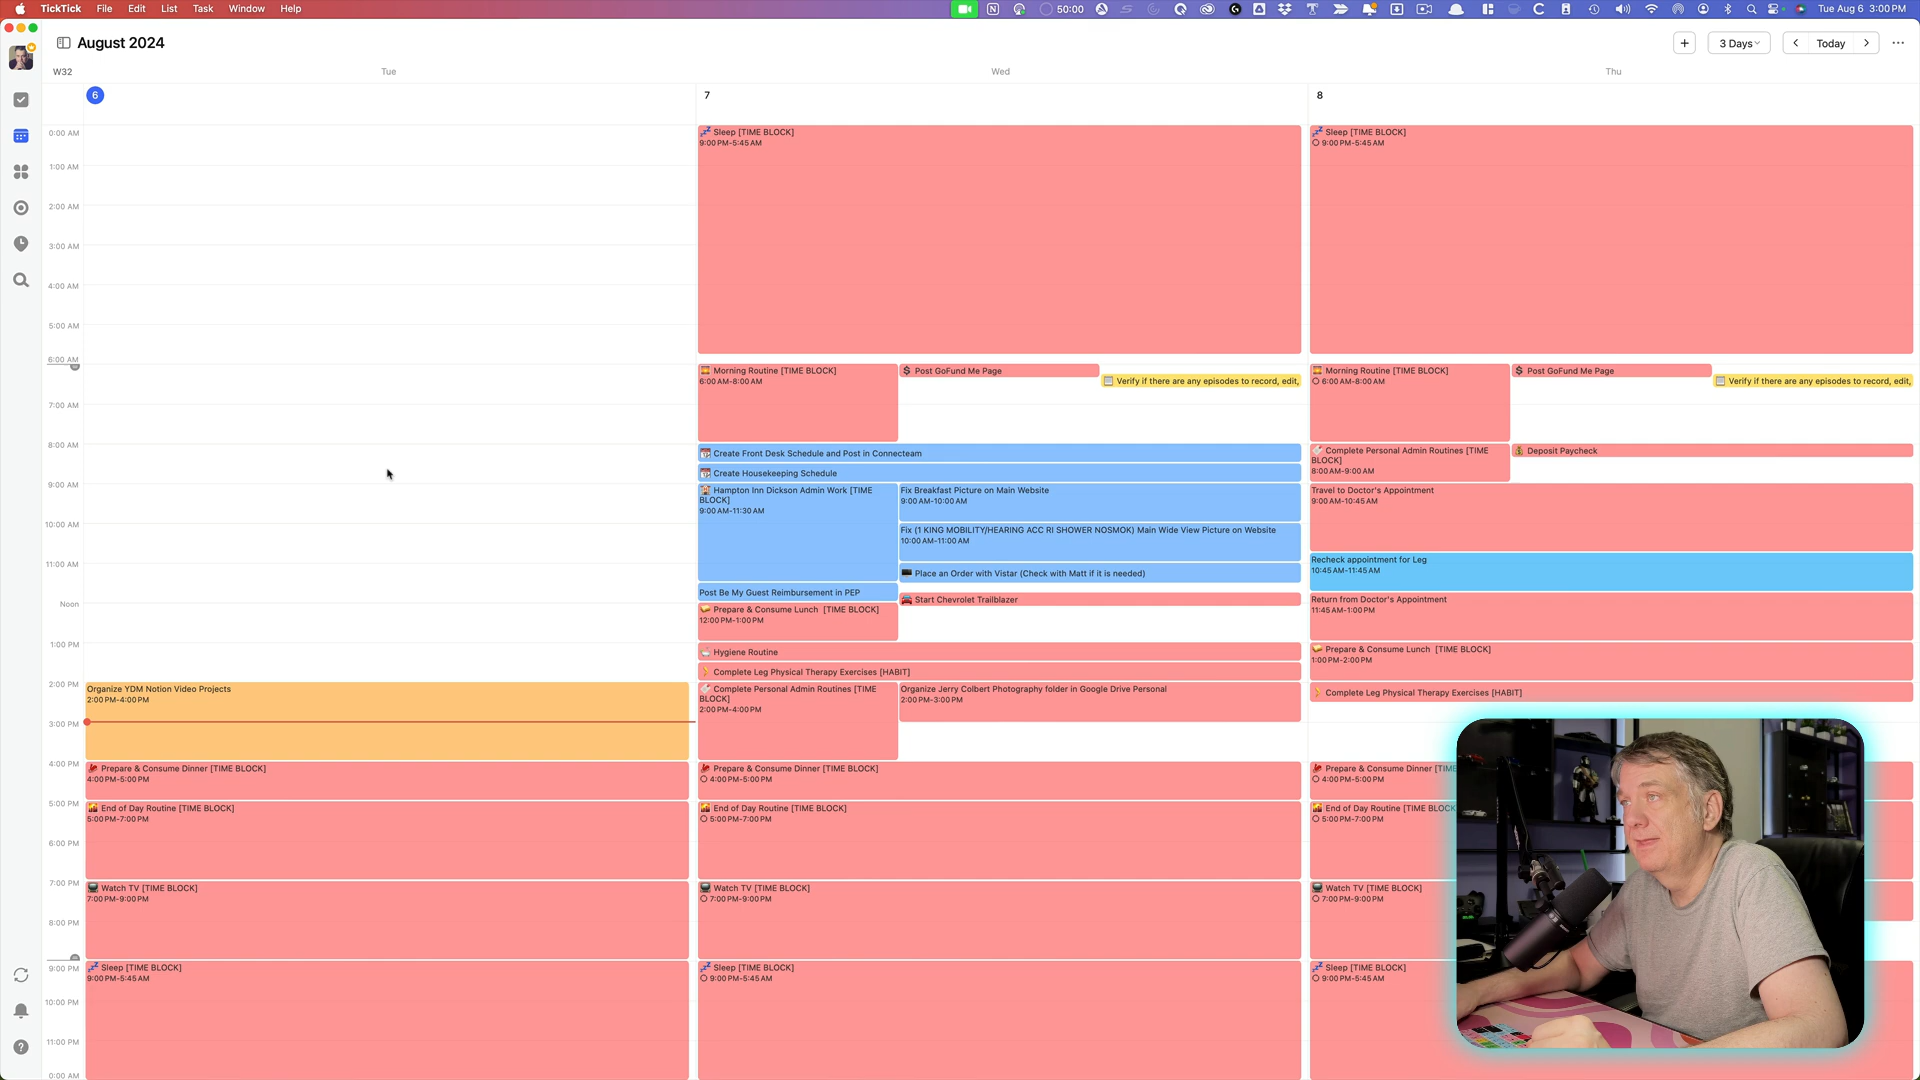 TickTick File Edit List Task Window Help
50:00
Tue Aug 6 3:00 PM
August 2024
3 Days
Today
W32 Tue Wed Thu
6 7 8
0:00 AM
1:00 AM
2:00 AM
3:00 AM
4:00 AM
5:00 AM
6:00 AM
7:00 AM
8:00 AM
9:00 AM
10:00 AM
11:00 AM
Noon
1:00 PM
2:00 PM
3:00 PM
4:00 PM
5:00 PM
6:00 PM
7:00 PM
8:00 PM
9:00 PM
10:00 PM
11:00 PM
0:00 AM
Organize YDM Notion Video Projects
2:00 PM-4:00 PM
Prepare & Consume Dinner [TIME BLOCK]
4:00 PM-5:00 PM
End of Day Routine [TIME BLOCK]
5:00 PM-7:00 PM
Watch TV [TIME BLOCK]
7:00 PM-9:00 PM
Sleep [TIME BLOCK]
9:00 PM-5:45 AM
Sleep [TIME BLOCK]
9:00 PM-5:45 AM
Morning Routine [TIME BLOCK]
6:00 AM-8:00 AM
Post GoFund Me Page
Verify if there are any episodes to record, edit,
Create Front Desk Schedule and Post in Connecteam
Create Housekeeping Schedule
Hampton Inn Dickson Admin Work [TIME
BLOCK]
9:00 AM-11:30 AM
Fix Breakfast Picture on Main Website
9:00 AM-10:00 AM
Fix (1 KING MOBILITY/HEARING ACC RI SHOWER NOSMOK) Main Wide View Picture on Website
10:00 AM-11:00 AM
Place an Order with Vistar (Check with Matt if it is needed)
Post Be My Guest Reimbursement in PEP
Start Chevrolet Trailblazer
Prepare & Consume Lunch [TIME BLOCK]
12:00 PM-1:00 PM
Hygiene Routine
Complete Leg Physical Therapy Exercises [HABIT]
Complete Personal Admin Routines [TIME
BLOCK]
2:00 PM-4:00 PM
Organize Jerry Colbert Photography folder in Google Drive Personal
2:00 PM-3:00 PM
Prepare & Consume Dinner [TIME BLOCK]
4:00 PM-5:00 PM
End of Day Routine [TIME BLOCK]
5:00 PM-7:00 PM
Watch TV [TIME BLOCK]
7:00 PM-9:00 PM
Sleep [TIME BLOCK]
9:00 PM-5:45 AM
Sleep [TIME BLOCK]
9:00 PM-5:45 AM
Morning Routine [TIME BLOCK]
6:00 AM-8:00 AM
Post GoFund Me Page
Verify if there are any episodes to record, edit,
Complete Personal Admin Routines [TIME
BLOCK]
8:00 AM-9:00 AM
Deposit Paycheck
Travel to Doctor's Appointment
9:00 AM-10:45 AM
Recheck appointment for Leg
10:45 AM-11:45 AM
Return from Doctor's Appointment
11:45 AM-1:00 PM
Prepare & Consume Lunch [TIME BLOCK]
1:00 PM-2:00 PM
Complete Leg Physical Therapy Exercises [HABIT]
Prepare & Consume Dinner [TIME
4:00 PM-5:00 PM
End of Day Routine [TIME BLOCK
5:00 PM-7:00 PM
Watch TV [TIME BLOCK]
7:00 PM-9:00 PM
Sleep [TIME BLOCK]
9:00 PM-5:45 AM